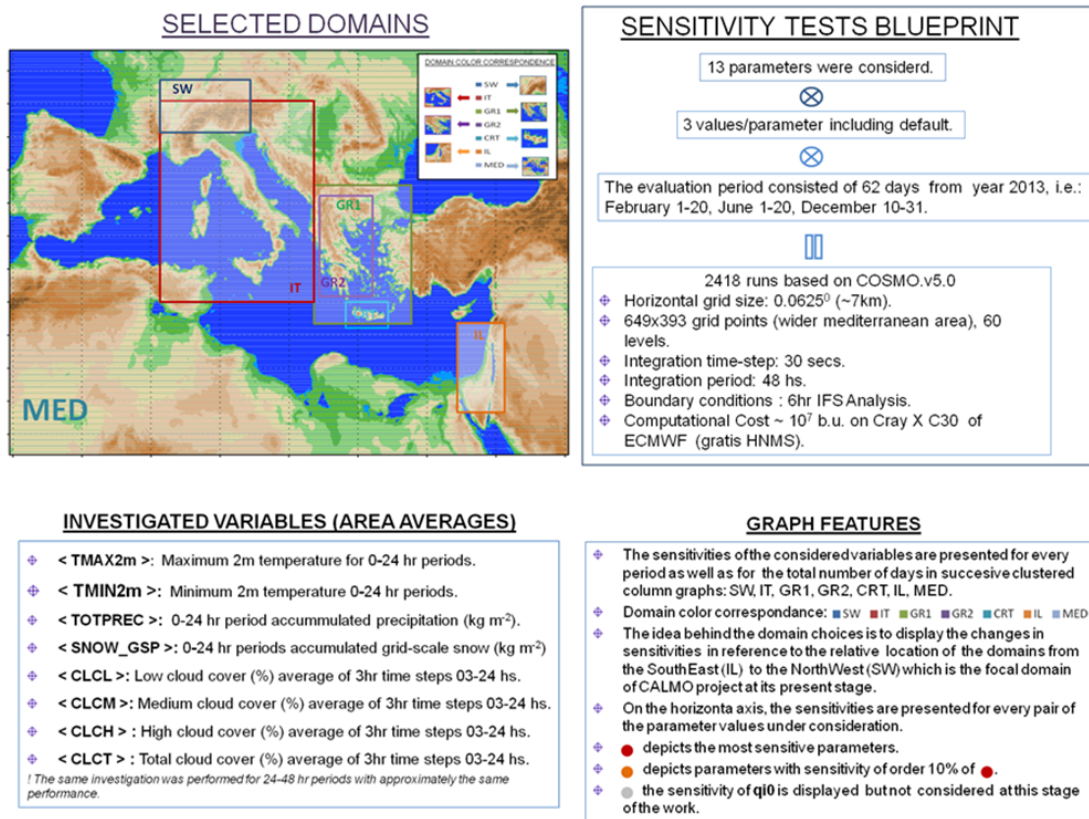 SELECTED DOMAINS
SW
IT
GR1
GR2
IL
MED
DOMAIN COLOR CORRESPONDENCE
SW
IT
GR1
GR2
CRT
IL
MED
SENSITIVITY TESTS BLUEPRINT
13 parameters were considerd.
3 values/parameter including default.
The evaluation period consisted of 62 days from year 2013, i.e.:
February 1-20, June 1-20, December 10-31.
2418 runs based on COSMO.v5.0
Horizontal grid size: 0.0625⁰ (~7km).
649x393 grid points (wider mediterranean area), 60
levels.
Integration time-step: 30 secs.
Integration period: 48 hs.
Boundary conditions : 6hr IFS Analysis.
Computational Cost ~ 10⁷ b.u. on Cray X C30 of
ECMWF (gratis HNMS).
INVESTIGATED VARIABLES (AREA AVERAGES)
< TMAX2m >: Maximum 2m temperature for 0-24 hr periods.
< TMIN2m >: Minimum 2m temperature 0-24 hr periods.
< TOTPREC >: 0-24 hr period accummulated precipitation (kg m⁻²).
< SNOW_GSP >: 0-24 hr periods accumulated grid-scale snow (kg m⁻²)
< CLCL >: Low cloud cover (%) average of 3hr time steps 03-24 hs.
< CLCM >: Medium cloud cover (%) average of 3hr time steps 03-24 hs.
< CLCH > : High cloud cover (%) average of 3hr time steps 03-24 hs.
< CLCT > : Total cloud cover (%) average of 3hr time steps 03-24 hs.
! The same investigation was performed for 24-48 hr periods with approximately the same
performance.
GRAPH FEATURES
The sensitivities of the considered variables are presented for every
period as well as for the total number of days in succesive clustered
column graphs: SW, IT, GR1, GR2, CRT, IL, MED.
Domain color correspondence: SW IT GR1 GR2 CRT IL MED
The idea behind the domain choices is to display the changes in
sensitivities in reference to the relative location of the domains from
the SouthEast (IL) to the NorthWest (SW) which is the focal domain
of CALMO project at its present stage.
On the horizonta axis, the sensitivities are presented for every pair
of the parameter values under consideration.
depicts the most sensitive parameters.
depicts parameters with sensitivity of order 10% of .
the sensitivity of qi0 is displayed but not considered at this stage
of the work.